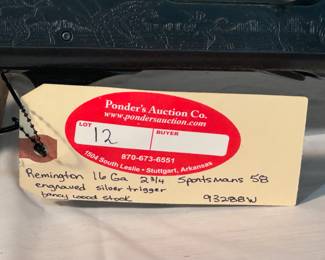 Ponder's Auction Co.
www.pondersauction.com
LOT
BUYER
12
870-673-6551
1504 South Leslie • Stuttgart, Arkansas
Remington 16 Ga 2 3/4 Sportsmans 58
engraved silver trigger
fancy wood stock
93288W